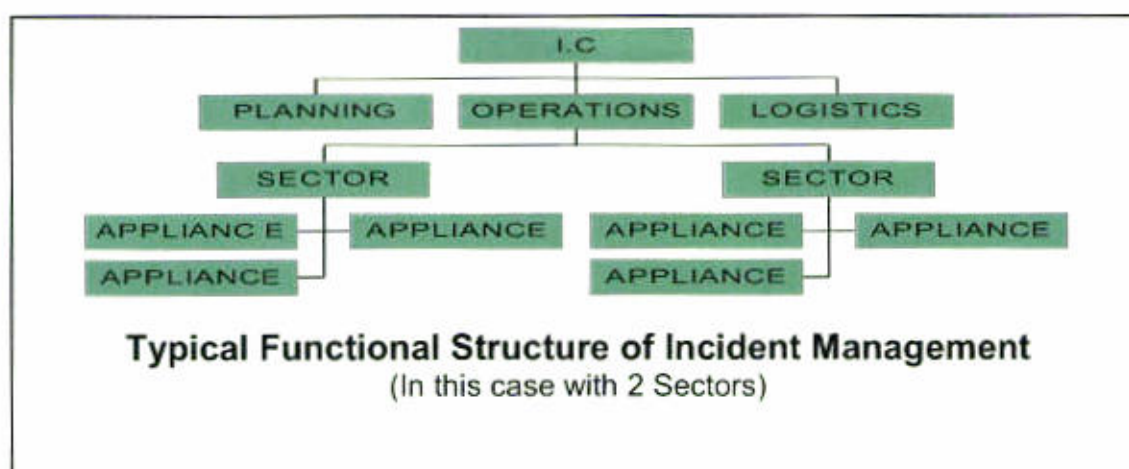 I.C
PLANNING OPERATIONS LOGISTICS
SECTOR SECTOR
APPLIANC E APPLIANCE APPLIANCE APPLIANCE
APPLIANCE APPLIANCE
Typical Functional Structure of Incident Management
(In this case with 2 Sectors)